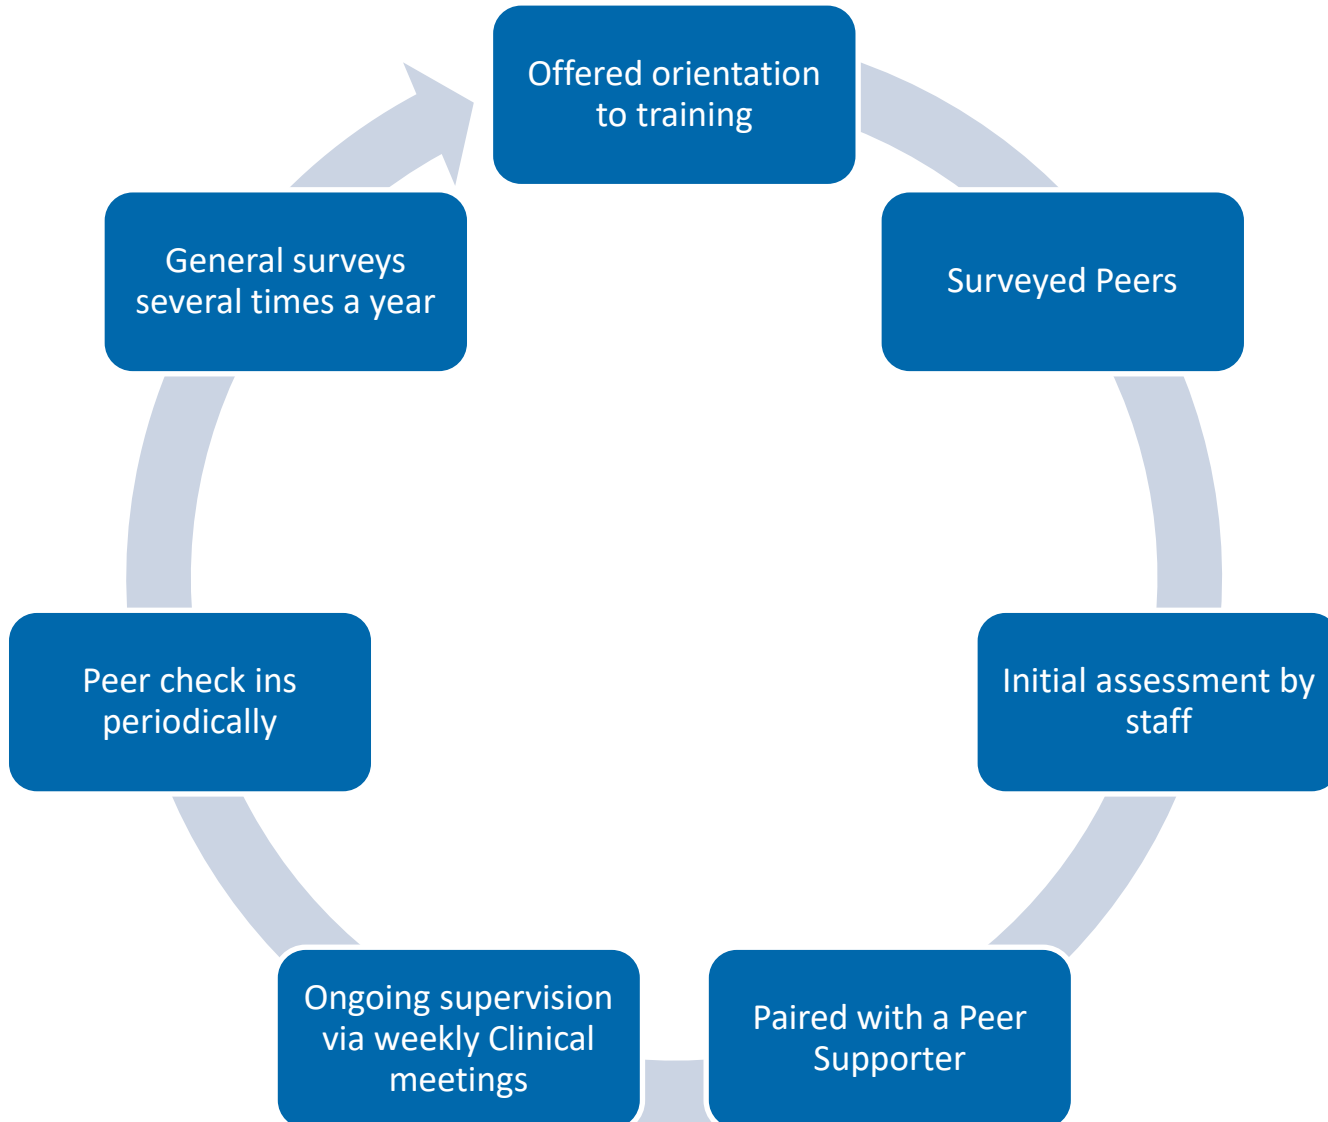 Offered orientation
to training
Surveyed Peers
Initial assessment by
staff
Paired with a Peer
Supporter
Ongoing supervision
via weekly Clinical
meetings
Peer check ins
periodically
General surveys
several times a year